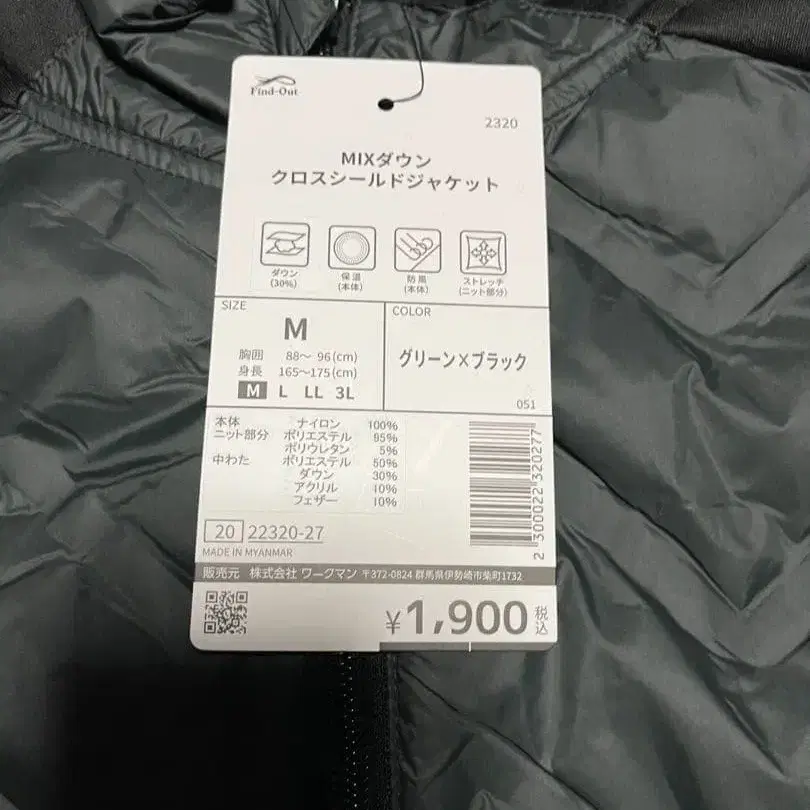 Find-Out
2320
MIXダウン
クロスシールドジャケット
ダウン
(30%)
保温
(本体)
防風
(本体)
ストレッチ
(ニット部分)
SIZE
M
胸囲 88～96(cm)
身長 165～175(cm)
M L LL 3L
COLOR
グリーン×ブラック
051
本体 ナイロン 100%
ニット部分 ポリエステル 95%
ポリウレタン 5%
中わた ポリエステル 50%
ダウン 30%
アクリル 10%
フェザー 10%
2 300022 320277
20 22320-27
MADE IN MYANMAR
販売元 株式会社 ワークマン 〒372-0824 群馬県伊勢崎市柴町1732
¥1,900 税込